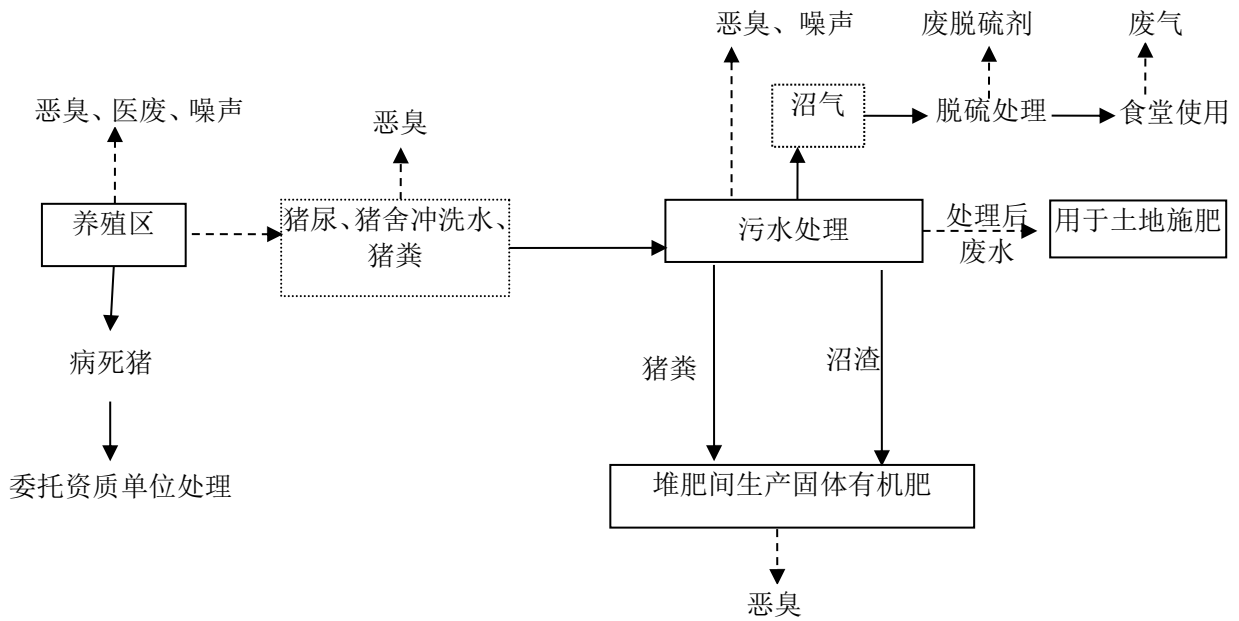 恶臭、噪声
废脱硫剂
废气
恶臭、医废、噪声
恶臭
沼气
脱硫处理
食堂使用
养殖区
猪尿、猪舍冲洗水、
猪粪
污水处理
处理后
废水
用于土地施肥
病死猪
猪粪
沼渣
委托资质单位处理
堆肥间生产固体有机肥
恶臭